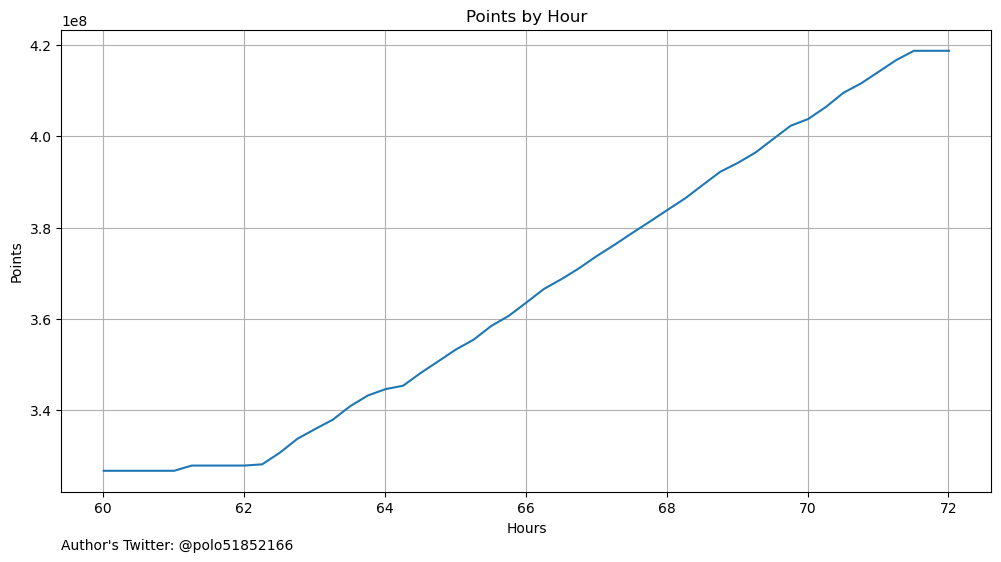 Points by Hour
1e8
4.2
4.0
3.8
3.6
3.4
Points
60 62 64 66 68 70 72
Hours
Author's Twitter: @polo51852166